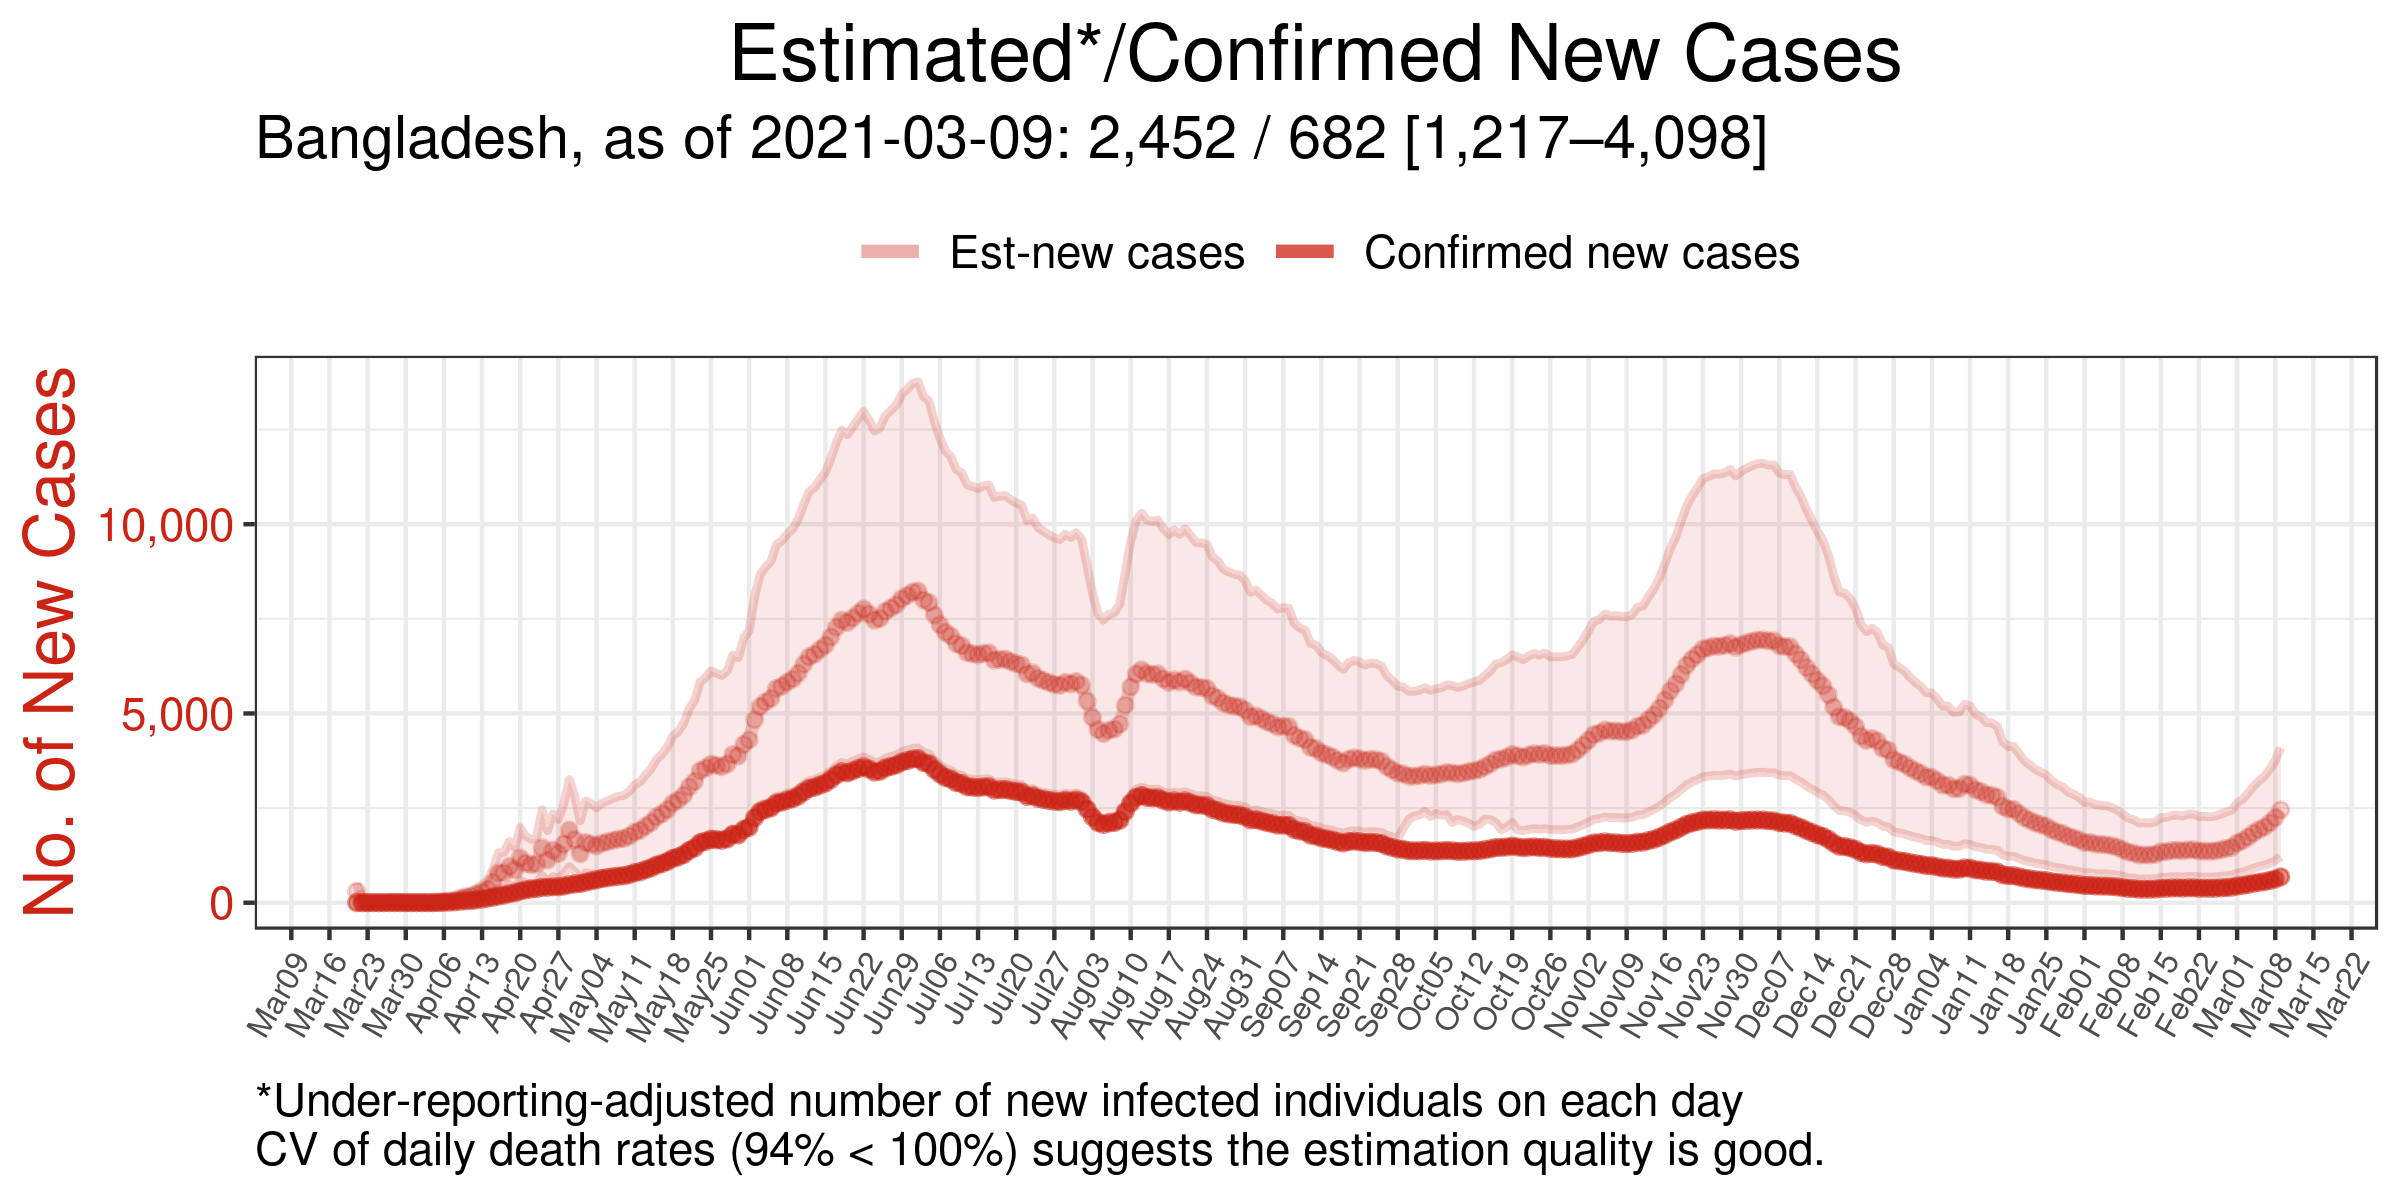 Estimated*/Confirmed New Cases
Bangladesh, as of 2021-03-09: 2,452 / 682 [1,217–4,098]
Est-new cases Confirmed new cases
No. of New Cases
10,000
5,000
0
Mar09 Mar16 Mar23 Mar30 Apr06 Apr13 Apr20 Apr27 May04 May11 May18 May25 Jun01 Jun08 Jun15 Jun22 Jun29 Jul06 Jul13 Jul20 Jul27 Aug03 Aug10 Aug17 Aug24 Aug31 Sep07 Sep14 Sep21 Sep28 Oct05 Oct12 Oct19 Oct26 Nov02 Nov09 Nov16 Nov23 Nov30 Dec07 Dec14 Dec21 Dec28 Jan04 Jan11 Jan18 Jan25 Feb01 Feb08 Feb15 Feb22 Mar01 Mar08 Mar15 Mar22
*Under-reporting-adjusted number of new infected individuals on each day
CV of daily death rates (94% < 100%) suggests the estimation quality is good.